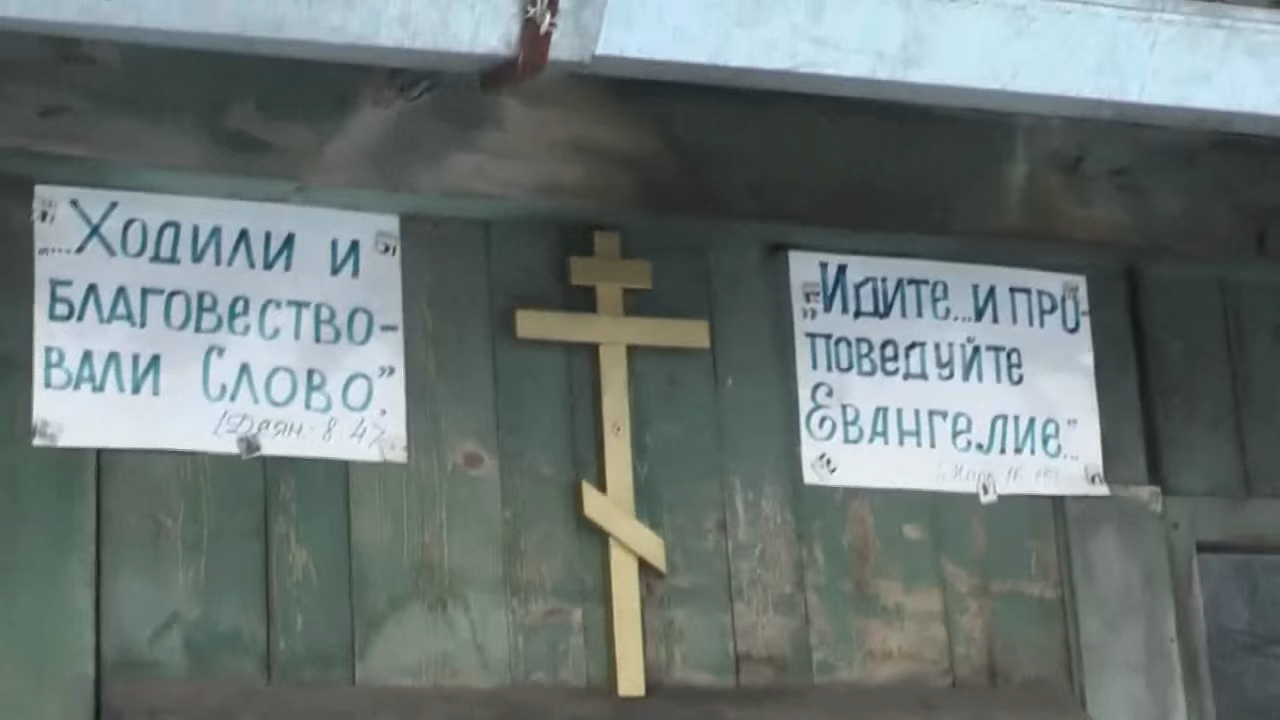 „...Ходили и
благовество-
вали Слово."
/Деян. 8 4/
„Идите...и про-
поведуйте
Евангелие..."